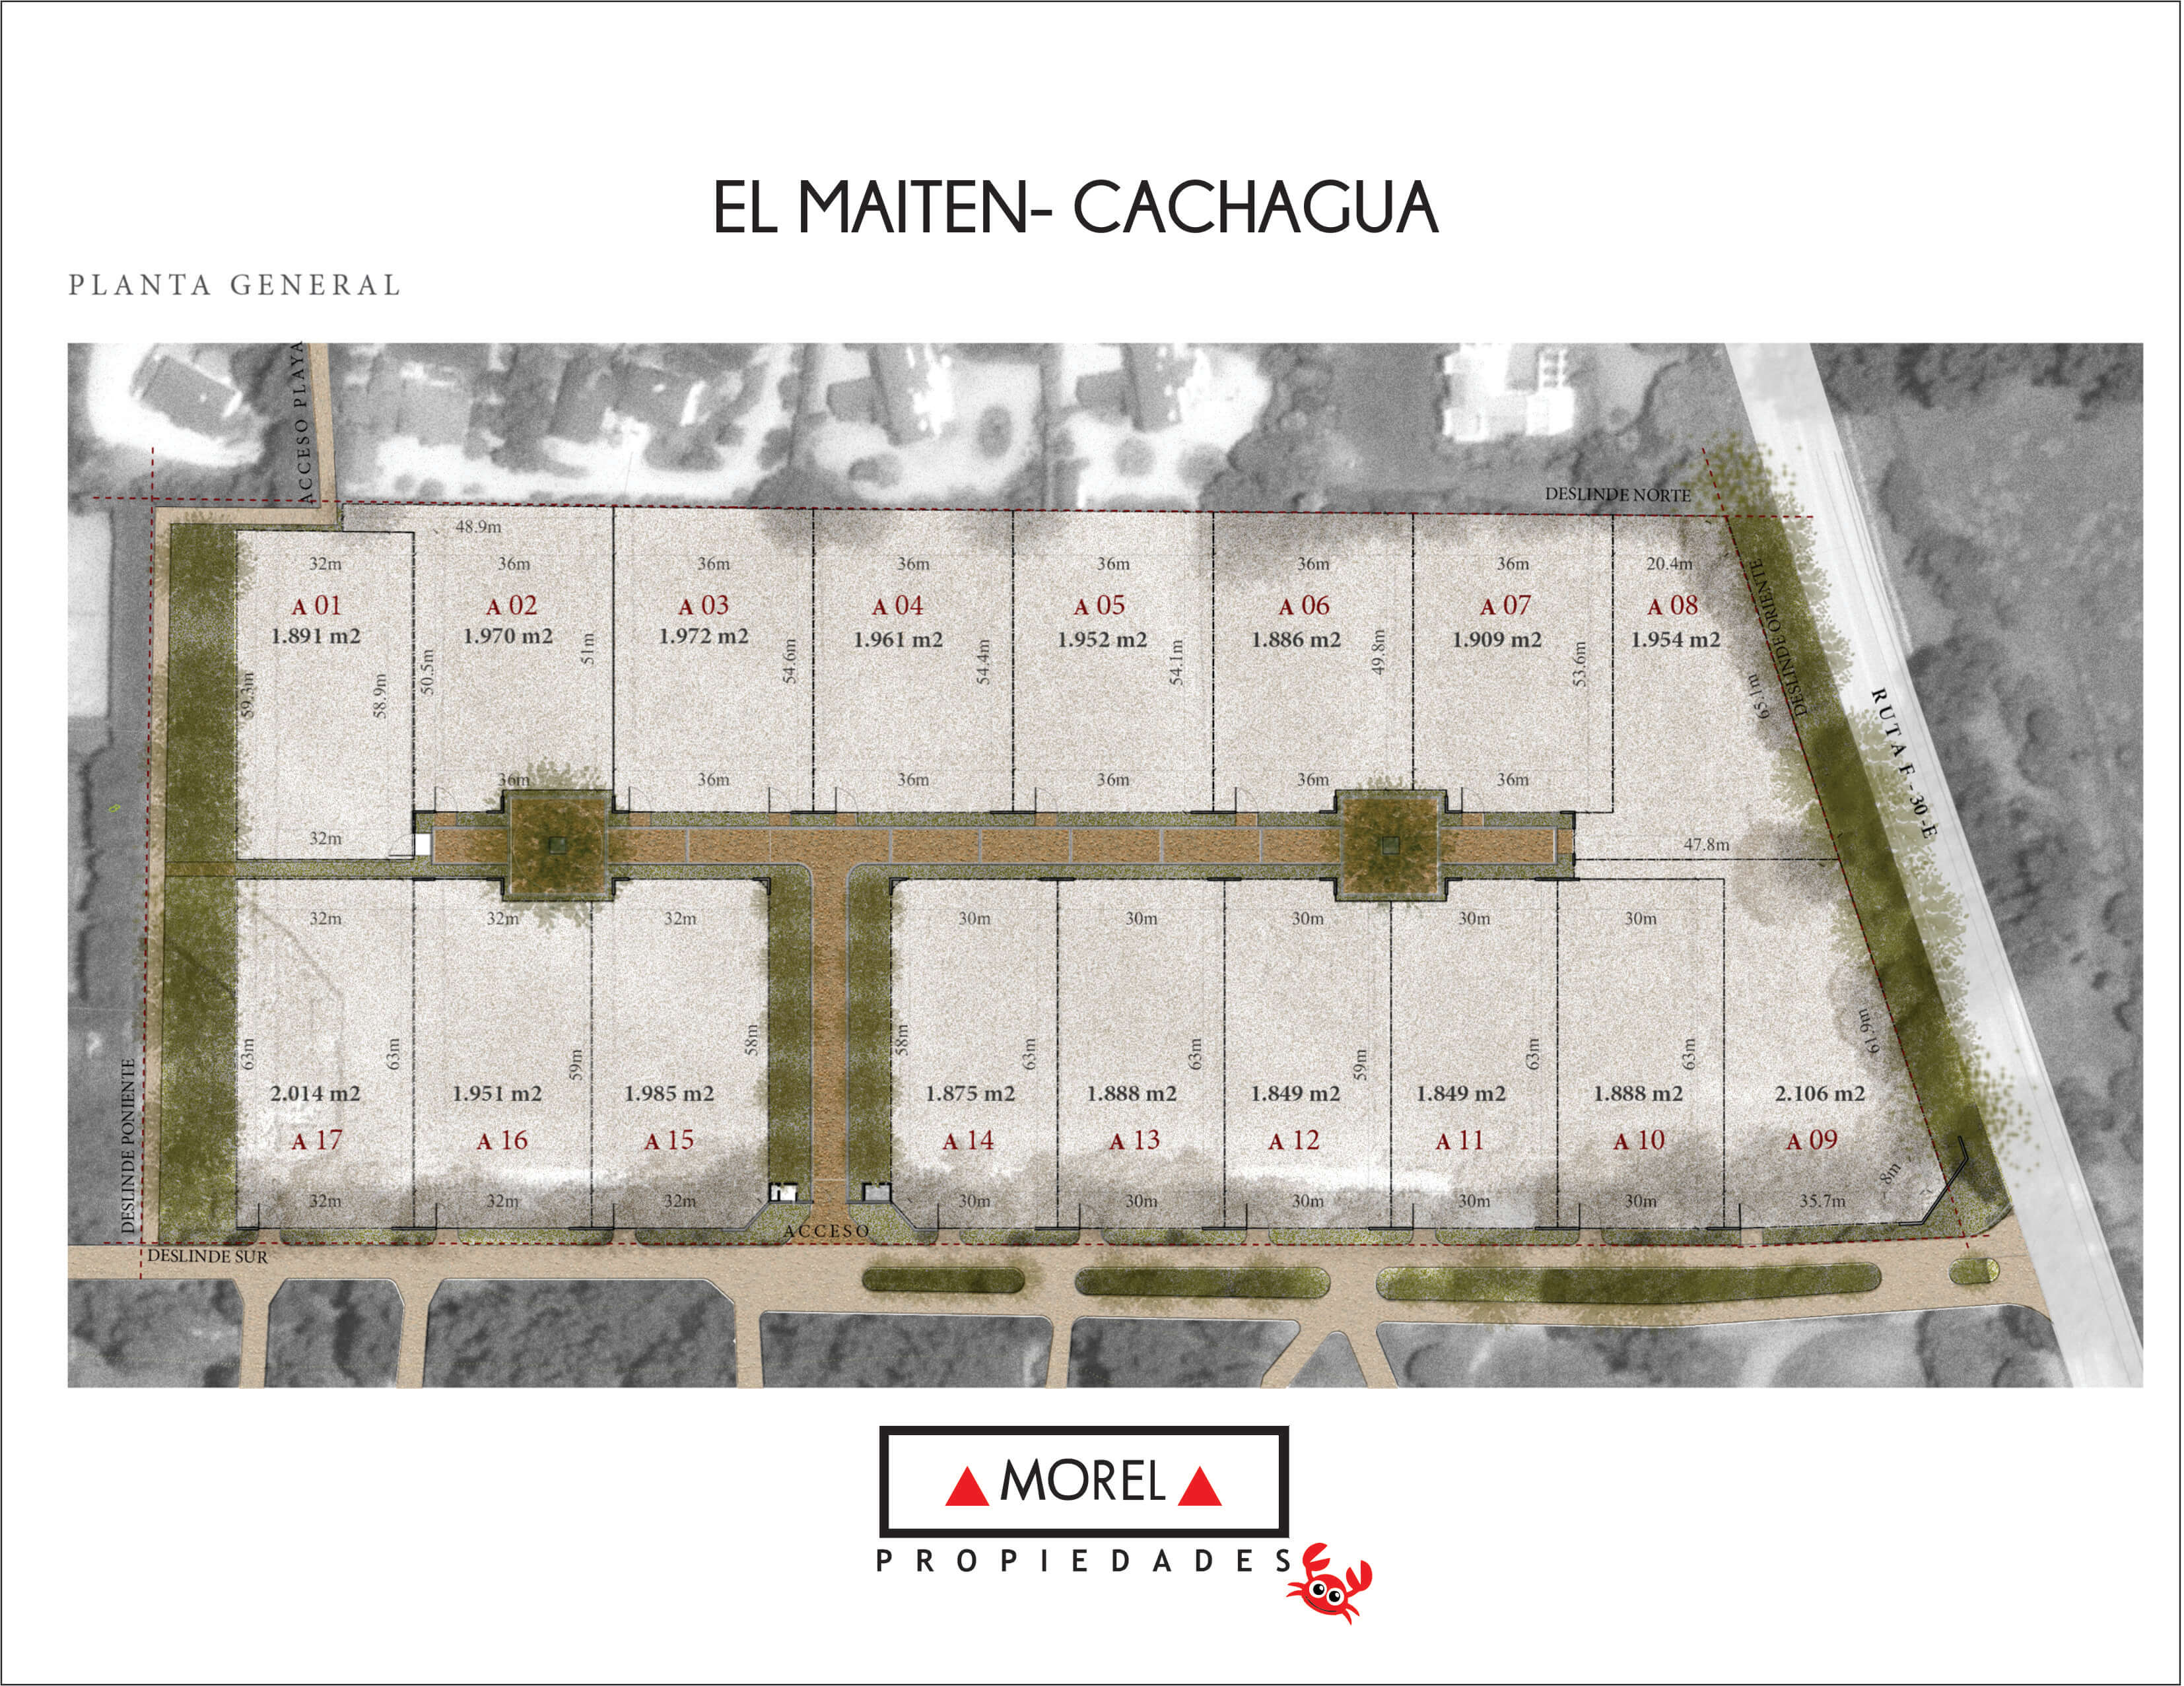 EL MAITEN- CACHAGUA
PLANTA GENERAL
ACCESO PLAYA
DESLINDE NORTE
48.9m
32m 36m 36m 36m 36m 36m 36m 20.4m
A 01 A 02 A 03 A 04 A 05 A 06 A 07 A 08
1.891 m2 1.970 m2 1.972 m2 1.961 m2 1.952 m2 1.886 m2 1.909 m2 1.954 m2
59.3m 58.9m 50.5m 51m 54.6m 54.4m 54.1m 49.8m 53.6m 65.1m
DESLINDE ORIENTE
RUTA F - 30 -E
36m 36m 36m 36m 36m 36m
32m 47.8m
32m 32m 32m 30m 30m 30m 30m 30m
63m 63m 59m 58m 58m 63m 63m 59m 63m 63m 61.9m
2.014 m2 1.951 m2 1.985 m2 1.875 m2 1.888 m2 1.849 m2 1.849 m2 1.888 m2 2.106 m2
A 17 A 16 A 15 A 14 A 13 A 12 A 11 A 10 A 09
8m
32m 32m 32m 30m 30m 30m 30m 30m 35.7m
DESLINDE PONIENTE
ACCESO
DESLINDE SUR
MOREL
PROPIEDADES